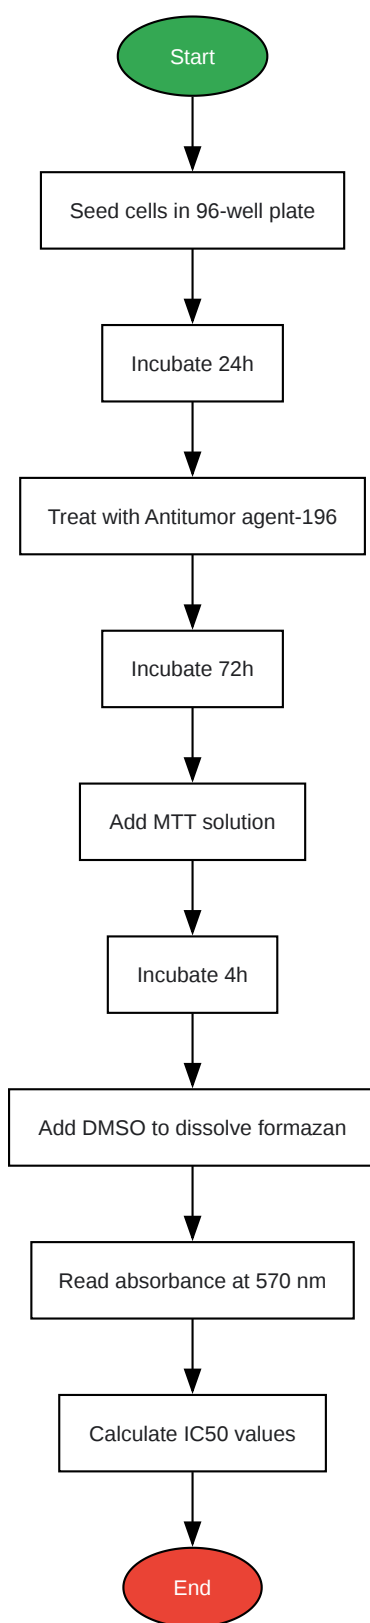 Start
Seed cells in 96-well plate
Incubate 24h
Treat with Antitumor agent-196
Incubate 72h
Add MTT solution
Incubate 4h
Add DMSO to dissolve formazan
Read absorbance at 570 nm
Calculate IC50 values
End